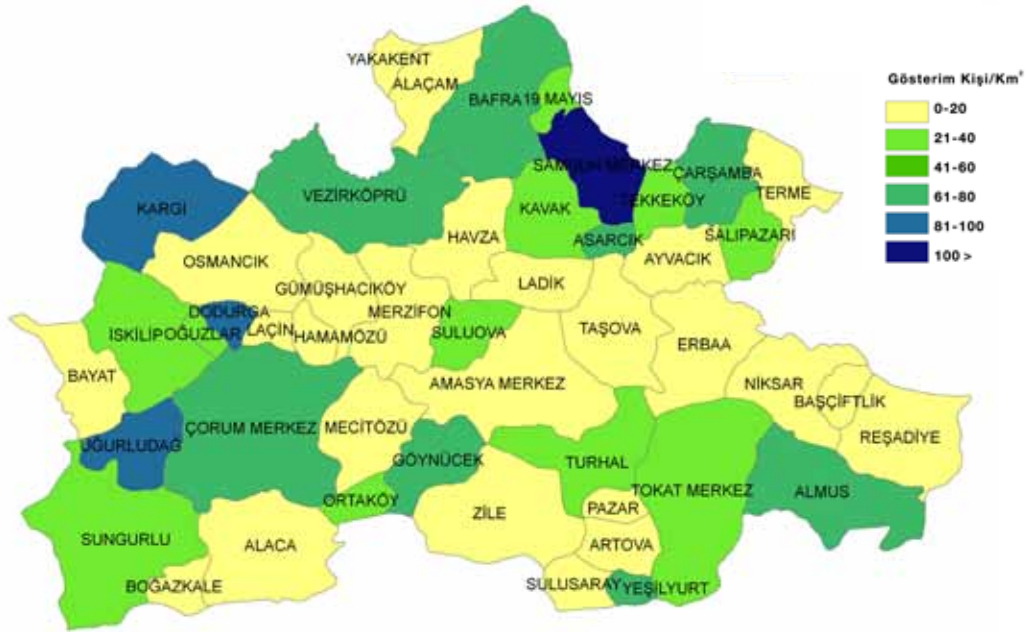 YAKAKENT
ALAÇAM
BAFRA
19 MAYIS
SAMSUN MERKEZ
ÇARŞAMBA
TERME
KARGI
VEZİRKÖPRÜ
KAVAK
TEKKEKÖY
HAVZA
ASARCIK
SALIPAZARI
OSMANCIK
AYVACIK
GÜMÜŞHACIKÖY
LADİK
DODURGA
MERZİFON
İSKİLİP
OĞUZLAR
LAÇİN
HAMAMÖZÜ
SULUOVA
TAŞOVA
ERBAA
BAYAT
AMASYA MERKEZ
NİKSAR
BAŞÇİFTLİK
REŞADİYE
UĞURLUDAĞ
ÇORUM MERKEZ
MECİTÖZÜ
GÖYNÜCEK
TURHAL
TOKAT MERKEZ
ALMUS
ORTAKÖY
ZİLE
PAZAR
SUNGURLU
ALACA
ARTOVA
BOĞAZKALE
SULUSARAY
YEŞİLYURT
Gösterim Kişi/Km²
0-20
21-40
41-60
61-80
81-100
100 >